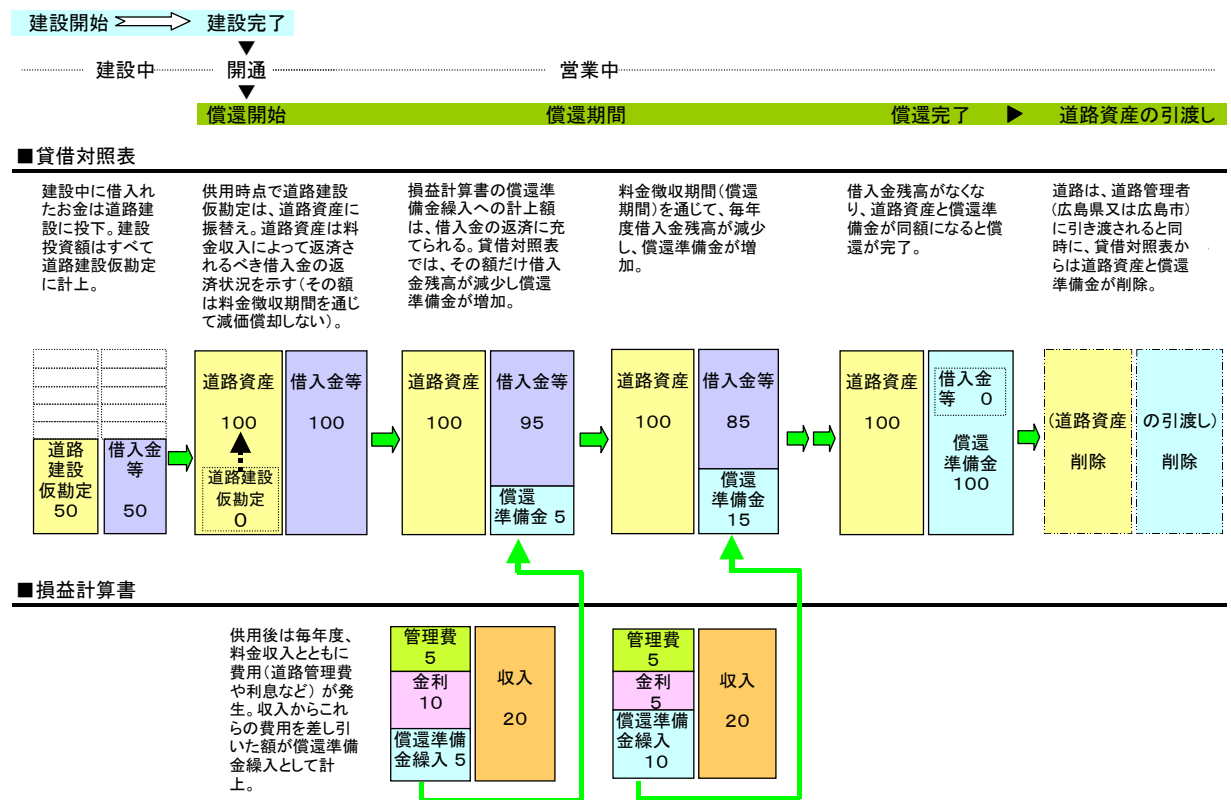 建設開始
建設完了
▼
建設中
開通
営業中
▼
償還開始
償還期間
償還完了
▶
道路資産の引渡し
■貸借対照表
建設中に借入れ
たお金は道路建
設に投下。建設
投資額はすべて
道路建設仮勘定
に計上。
供用時点で道路建設
仮勘定は、道路資産に
振替え。道路資産は料
金収入によって返済さ
れるべき借入金の返
済状況を示す(その額
は料金徴収期間を通じ
て減価償却しない)。
損益計算書の償還準
備金繰入への計上額
は、借入金の返済に充
てられる。貸借対照表
では、その額だけ借入
金残高が減少し償還
準備金が増加。
料金徴収期間(償還
期間)を通じて、毎年
度借入金残高が減少
し、償還準備金が増
加。
借入金残高がなくな
り、道路資産と償還準
備金が同額になると償
還が完了。
道路は、道路管理者
(広島県又は広島市)
に引き渡されると同
時に、貸借対照表か
らは道路資産と償還
準備金が削除。
道路
建設
仮勘定
50
借入金
等
50
道路資産
100
道路建設
仮勘定
0
借入金等
100
道路資産
100
借入金等
95
償還
準備金 5
道路資産
100
借入金等
85
償還
準備金
15
道路資産
100
借入金
等 0
償還
準備金
100
(道路資産
削除
の引渡し)
削除
■損益計算書
供用後は毎年度、
料金収入とともに
費用(道路管理費
や利息など) が発
生。収入からこれ
らの費用を差し引
いた額が償還準備
金繰入として計
上。
管理費
5
金利
10
償還準備
金繰入 5
収入
20
管理費
5
金利
5
償還準備
金繰入
10
収入
20